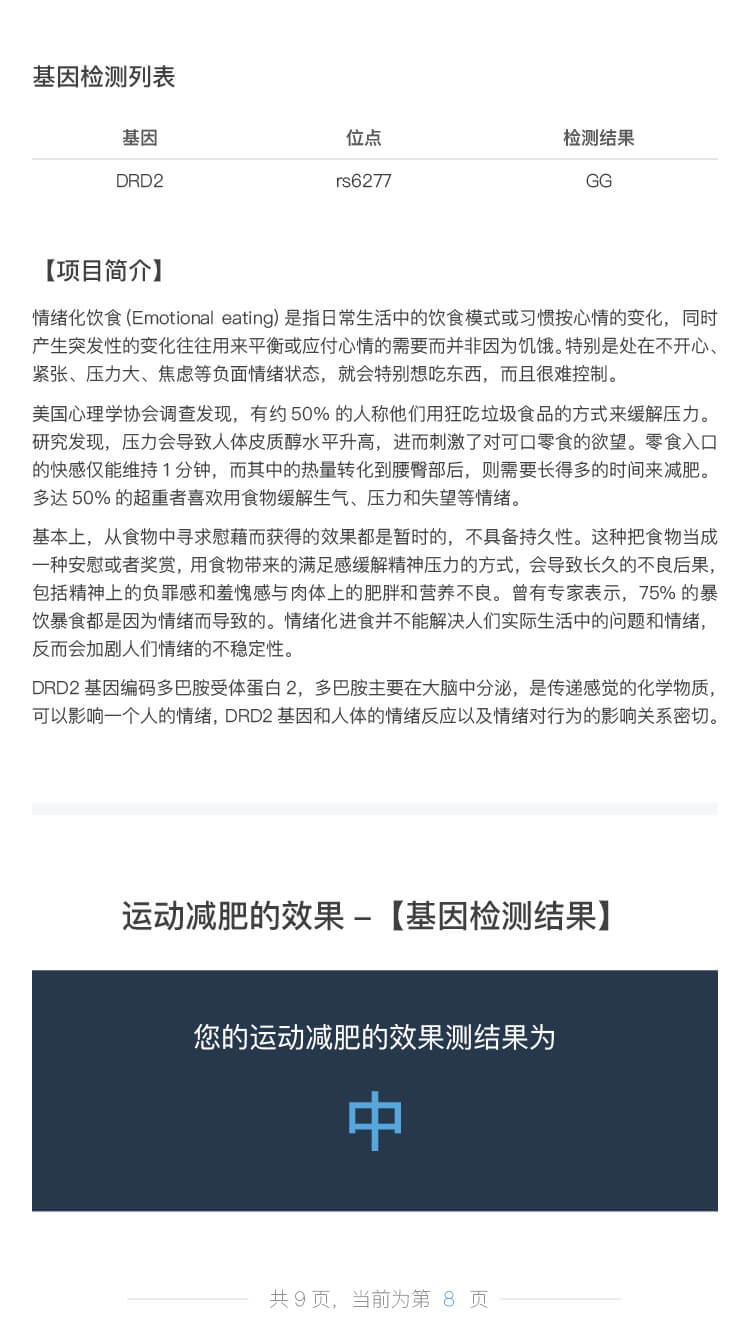 基因检测列表
基因 位点 检测结果
DRD2 rs6277 GG
【项目简介】
情绪化饮食 (Emotional eating) 是指日常生活中的饮食模式或习惯按心情的变化，同时
产生突发性的变化往往用来平衡或应付心情的需要而并非因为饥饿。特别是处在不开心、
紧张、压力大、焦虑等负面情绪状态，就会特别想吃东西，而且很难控制。
美国心理学协会调查发现，有约 50% 的人称他们用狂吃垃圾食品的方式来缓解压力。
研究发现，压力会导致人体皮质醇水平升高，进而刺激了对可口零食的欲望。零食入口
的快感仅能维持 1 分钟，而其中的热量转化到腰臀部后，则需要长得多的时间来减肥。
多达 50% 的超重者喜欢用食物缓解生气、压力和失望等情绪。
基本上，从食物中寻求慰藉而获得的效果都是暂时的，不具备持久性。这种把食物当成
一种安慰或者奖赏，用食物带来的满足感缓解精神压力的方式，会导致长久的不良后果，
包括精神上的负罪感和羞愧感与肉体上的肥胖和营养不良。曾有专家表示，75% 的暴
饮暴食都是因为情绪而导致的。情绪化进食并不能解决人们实际生活中的问题和情绪，
反而会加剧人们情绪的不稳定性。
DRD2 基因编码多巴胺受体蛋白 2，多巴胺主要在大脑中分泌，是传递感觉的化学物质，
可以影响一个人的情绪，DRD2 基因和人体的情绪反应以及情绪对行为的影响关系密切。
运动减肥的效果 –【基因检测结果】
您的运动减肥的效果测结果为
中
共 9 页，当前为第 8 页